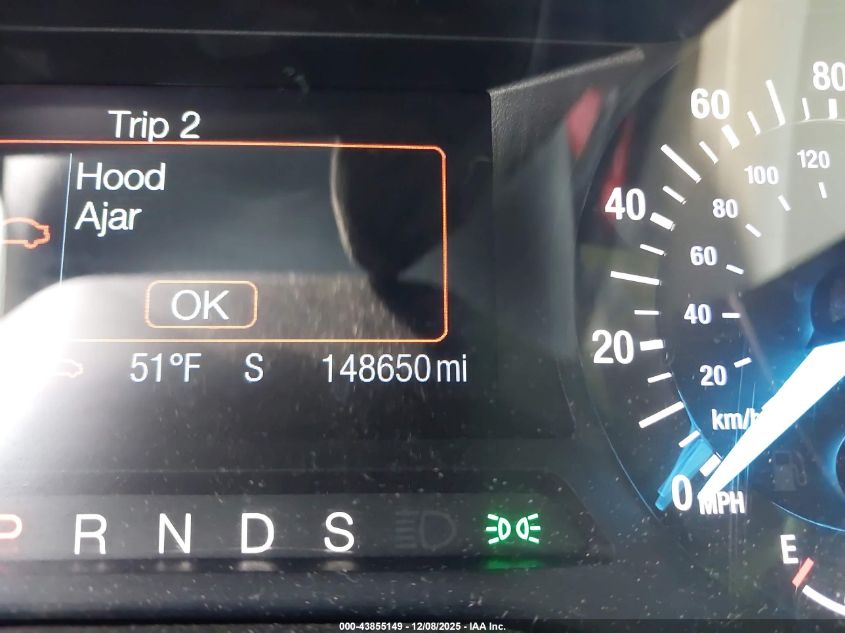 Trip 2
Hood
Ajar
OK
51°F S 148650 mi
P R N D S
0 20 40 60 80
MPH
20 40 60 80 100 120
km/h
E
000-43855149 - 12/08/2025 - IAA Inc.